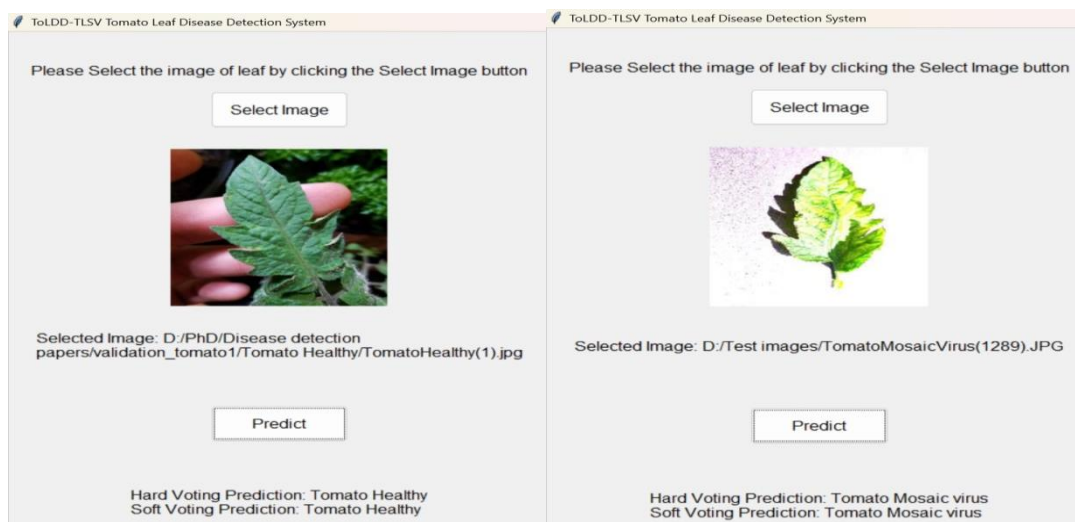 ToLDD-TLSV Tomato Leaf Disease Detection System
Please Select the image of leaf by clicking the Select Image button
Select Image
Selected Image: D:/PhD/Disease detection
papers/validation_tomato1/Tomato Healthy/TomatoHealthy(1).jpg
Predict
Hard Voting Prediction: Tomato Healthy
Soft Voting Prediction: Tomato Healthy
ToLDD-TLSV Tomato Leaf Disease Detection System
Please Select the image of leaf by clicking the Select Image button
Select Image
Selected Image: D:/Test images/TomatoMosaicVirus(1289).JPG
Predict
Hard Voting Prediction: Tomato Mosaic virus
Soft Voting Prediction: Tomato Mosaic virus